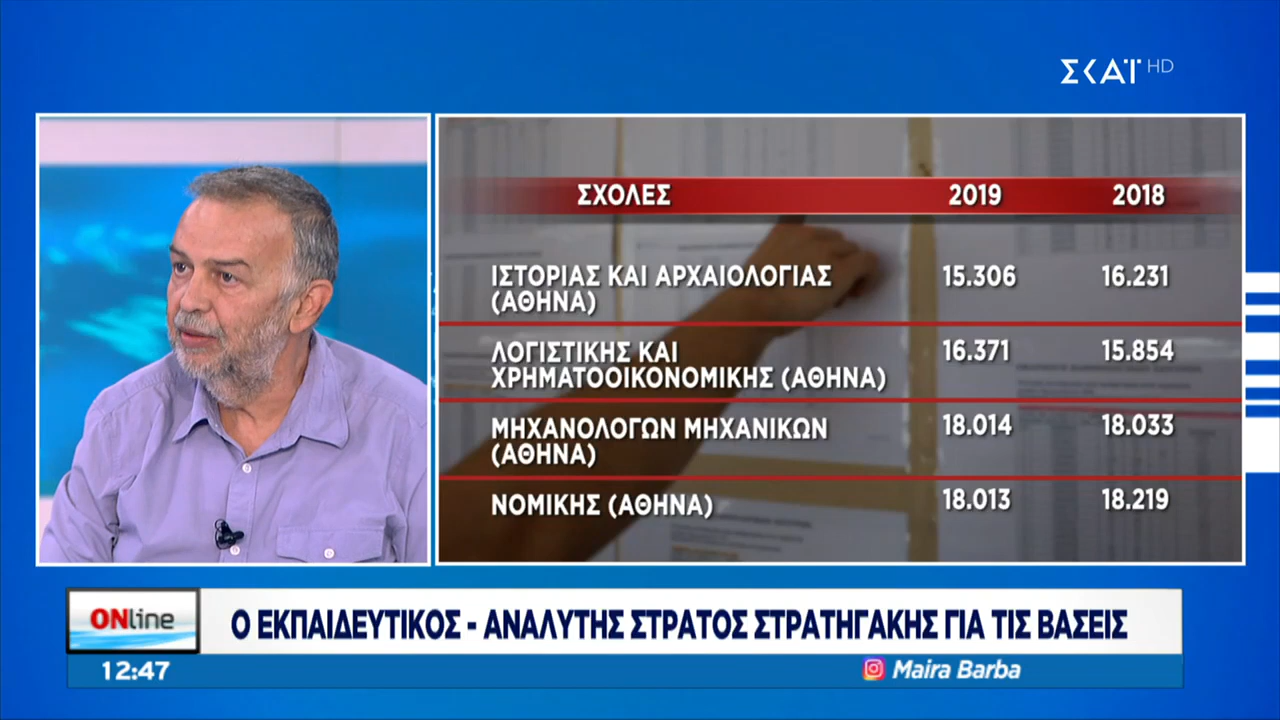 ΣΚΑΪ HD
ΣΧΟΛΕΣ 2019 2018
ΙΣΤΟΡΙΑΣ ΚΑΙ ΑΡΧΑΙΟΛΟΓΙΑΣ 15.306 16.231
(ΑΘΗΝΑ)
ΛΟΓΙΣΤΙΚΗΣ ΚΑΙ 16.371 15.854
ΧΡΗΜΑΤΟΟΙΚΟΝΟΜΙΚΗΣ (ΑΘΗΝΑ)
ΜΗΧΑΝΟΛΟΓΩΝ ΜΗΧΑΝΙΚΩΝ 18.014 18.033
(ΑΘΗΝΑ)
ΝΟΜΙΚΗΣ (ΑΘΗΝΑ) 18.013 18.219
ONline
Ο ΕΚΠΑΙΔΕΥΤΙΚΟΣ - ΑΝΑΛΥΤΗΣ ΣΤΡΑΤΟΣ ΣΤΡΑΤΗΓΑΚΗΣ ΓΙΑ ΤΙΣ ΒΑΣΕΙΣ
12:47 Maira Barba